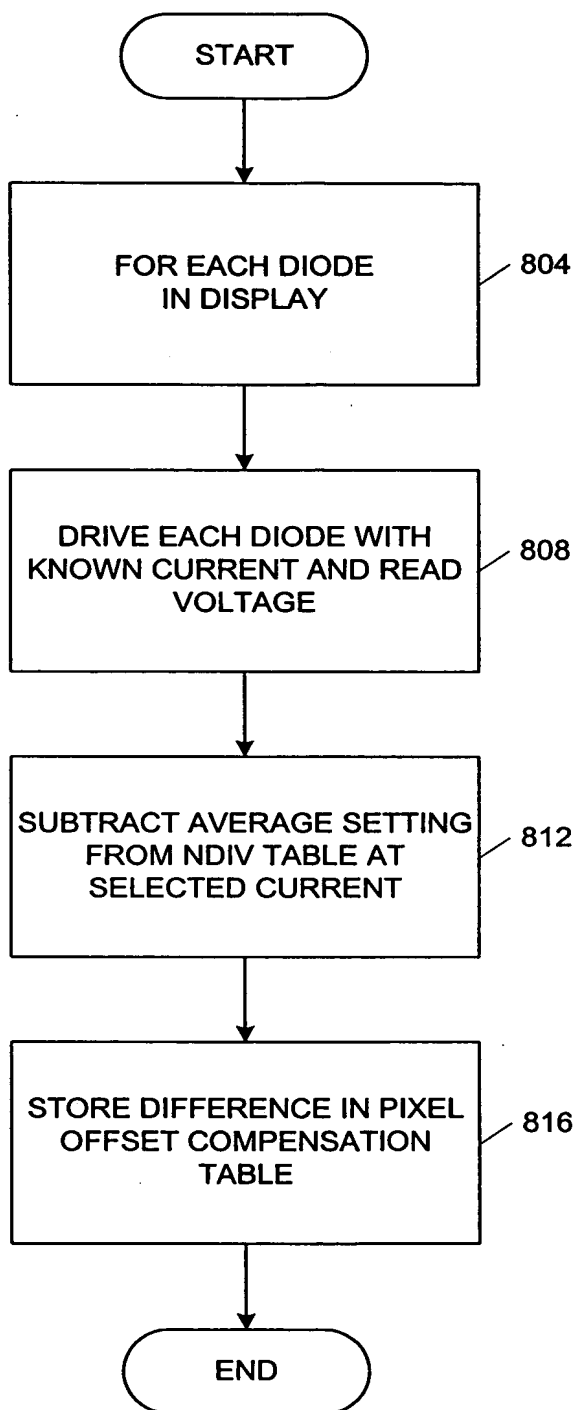 START
FOR EACH DIODE
IN DISPLAY
804
DRIVE EACH DIODE WITH
KNOWN CURRENT AND READ
VOLTAGE
808
SUBTRACT AVERAGE SETTING
FROM NDIV TABLE AT
SELECTED CURRENT
812
STORE DIFFERENCE IN PIXEL
OFFSET COMPENSATION
TABLE
816
END